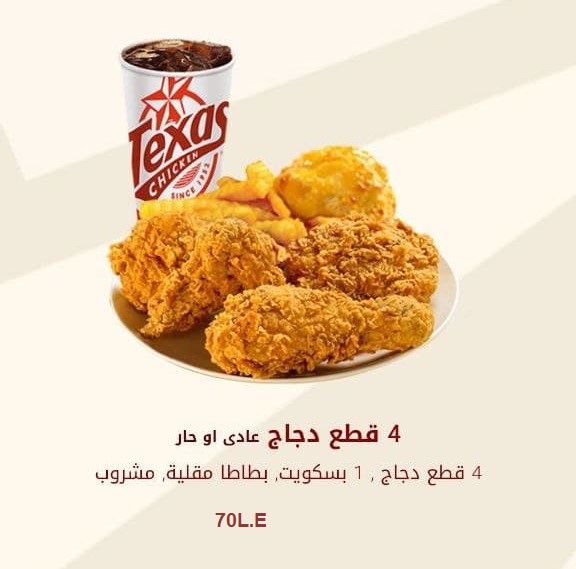 Texas
CHICKEN
SINCE 1952
4 قطع دجاج عادى او حار
4 قطع دجاج , 1 بسكويت, بطاطا مقلية, مشروب
70L.E